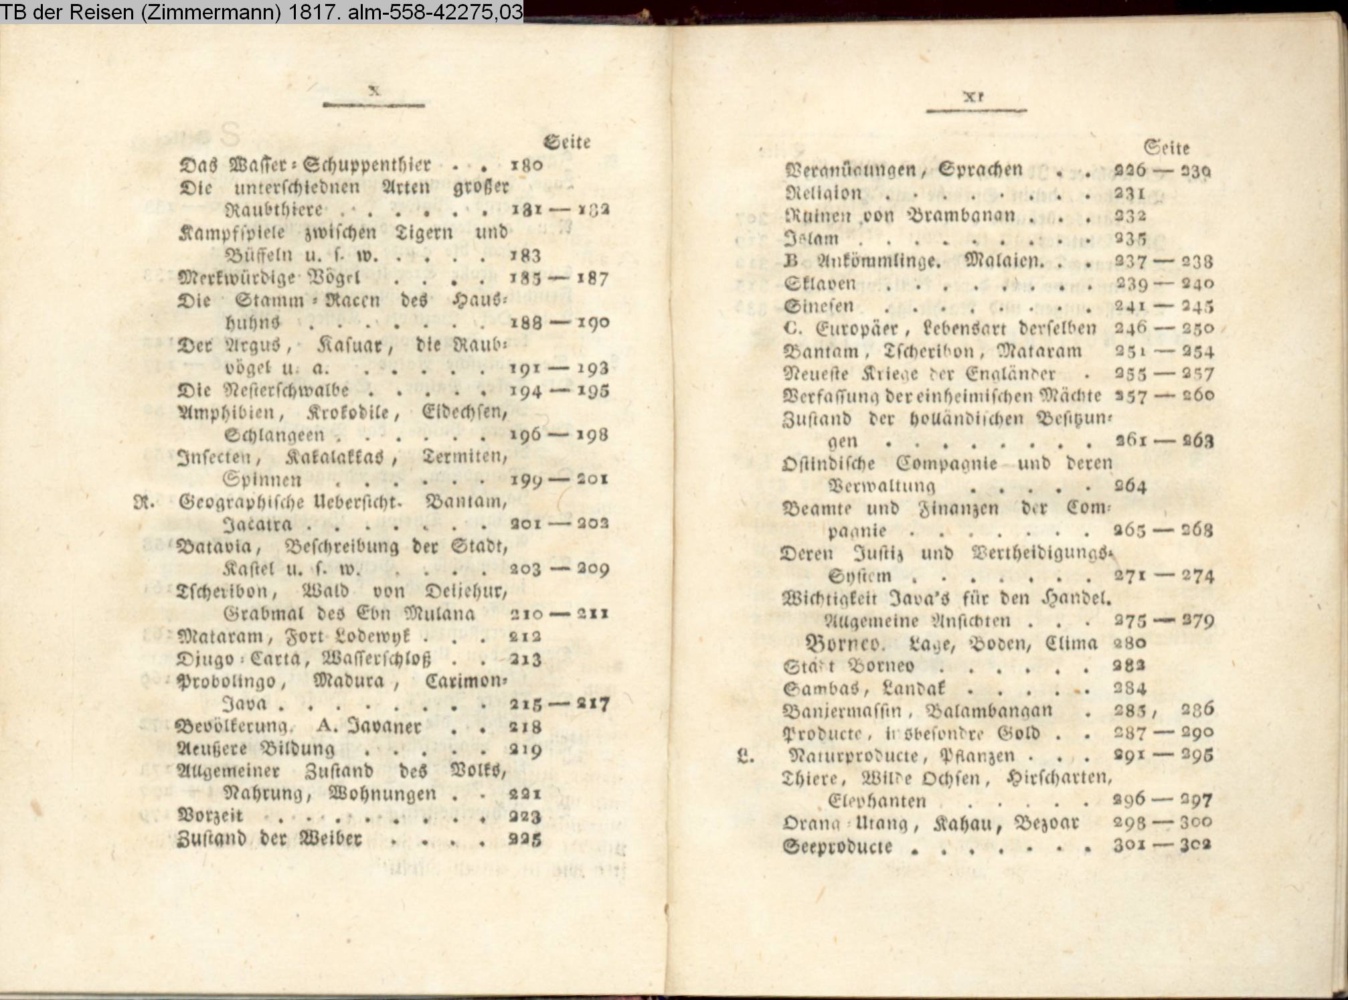 TB der Reisen (Zimmermann) 1817. alm-558-42275,03
X
Seite
Das Wasser-Schuppenthier . . 180
Die unterschiednen Arten großer
Raubthiere . . . . . . 181 — 182
Kampfspiele zwischen Tigern und
Büffeln u. s. w. . . . . 183
Merkwürdige Vögel . . . . 185 — 187
Die Stamm-Racen des Haus-
huhns . . . . . . . 188 — 190
Der Argus, Kasuar, die Raub-
vögel u. a. . . . . . 191 — 193
Die Nesterschwalbe . . . . 194 — 195
Amphibien, Krokodile, Eidechsen,
Schlangeen . . . . . . 196 — 198
Insecten, Kakalakkas, Termiten,
Spinnen . . . . . . 199 — 201
K. Geographische Uebersicht. Bantam,
Jacatra . . . . . . . 201 — 202
Batavia, Beschreibung der Stadt,
Kastel u. s. w. . . . . 203 — 209
Tscheribon, Wald von Deliehur,
Grabmal des Ebn Mulana 210 — 211
Mataram, Fort Lodewyk . . . 212
Djugo-Carta, Wasserschloß . . 213
Probolingo, Madura, Carimon-
Java . . . . . . . . 215 — 217
Bevölkerung. A. Javaner . . 218
Aeußere Bildung . . . . . 219
Allgemeiner Zustand des Volks,
Nahrung, Wohnungen . . 221
Vorzeit . . . . . . . . 223
Zustand der Weiber . . . . 225
XI
Seite
Vergnügungen, Sprachen . . 226 — 230
Religion . . . . . . . . 231
Ruinen von Brambanan . . . 232
Islam . . . . . . . . . 235
B Ankömmlinge. Malaien. . . 237 — 238
Sklaven . . . . . . . . 239 — 240
Sinesen . . . . . . . . 241 — 245
C. Europäer, Lebensart derselben 246 — 250
Bantam, Tscheribon, Mataram 251 — 254
Neueste Kriege der Engländer . 255 — 257
Verfassung der einheimischen Mächte 257 — 260
Zustand der holländischen Besitzun-
gen . . . . . . . . 261 — 263
Ostindische Compagnie und deren
Verwaltung . . . . . 264
Beamte und Finanzen der Com-
pagnie . . . . . . . 265 — 268
Deren Justiz und Vertheidigungs-
System . . . . . . . 271 — 274
Wichtigkeit Java's für den Handel.
Allgemeine Ansichten . . . 275 — 279
Borneo. Lage, Boden, Clima 280
Stadt Borneo . . . . . . 282
Sambas, Landak . . . . . 284
Banjermassin, Balambangan . 285, 286
Producte, insbesondre Gold . . 287 — 290
L. Naturproducte, Pflanzen . . . 291 — 295
Thiere, Wilde Ochsen, Hirscharten,
Elephanten . . . . . 296 — 297
Orang-Utang, Kahau, Bezoar 298 — 300
Seeproducte . . . . . . . 301 — 302